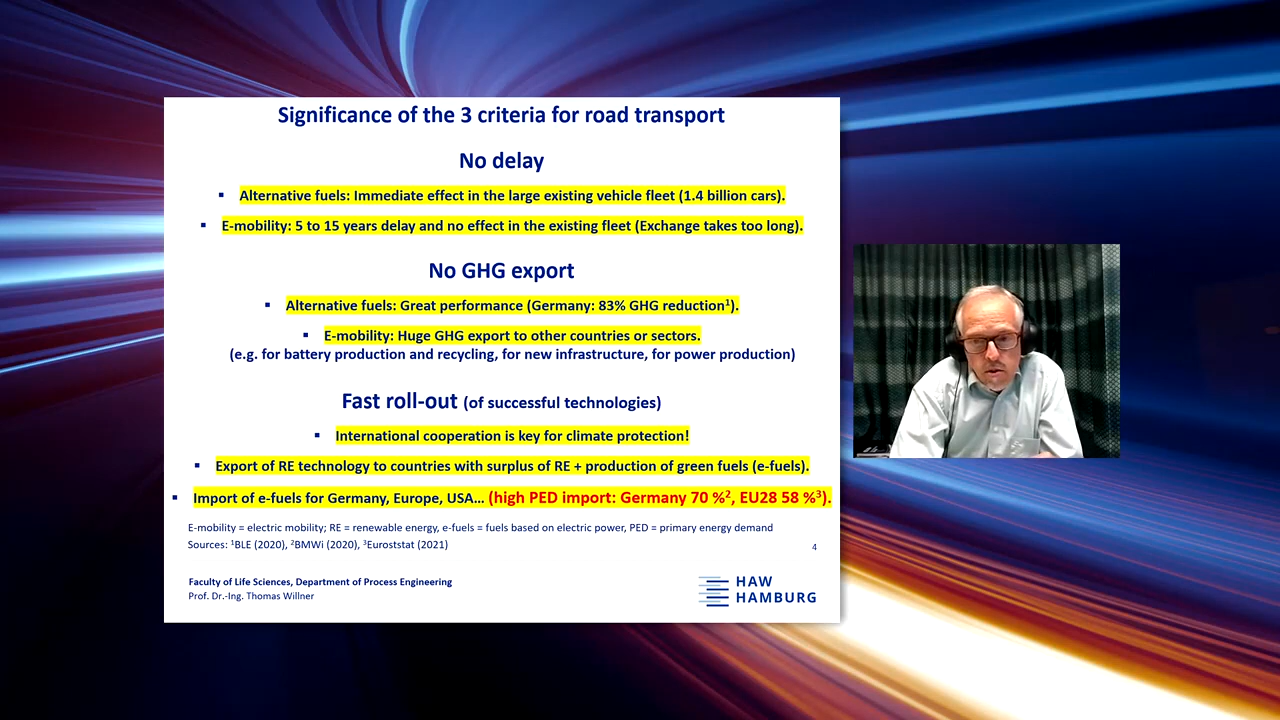 Significance of the 3 criteria for road transport
No delay
▪ Alternative fuels: Immediate effect in the large existing vehicle fleet (1.4 billion cars).
▪ E-mobility: 5 to 15 years delay and no effect in the existing fleet (Exchange takes too long).
No GHG export
▪ Alternative fuels: Great performance (Germany: 83% GHG reduction¹).
▪ E-mobility: Huge GHG export to other countries or sectors.
(e.g. for battery production and recycling, for new infrastructure, for power production)
Fast roll-out (of successful technologies)
▪ International cooperation is key for climate protection!
▪ Export of RE technology to countries with surplus of RE + production of green fuels (e-fuels).
▪ Import of e-fuels for Germany, Europe, USA... (high PED import: Germany 70 %², EU28 58 %³).
E-mobility = electric mobility; RE = renewable energy, e-fuels = fuels based on electric power, PED = primary energy demand
Sources: ¹BLE (2020), ²BMWi (2020), ³Euroststat (2021)
4
Faculty of Life Sciences, Department of Process Engineering
Prof. Dr.-Ing. Thomas Willner
HAW
HAMBURG